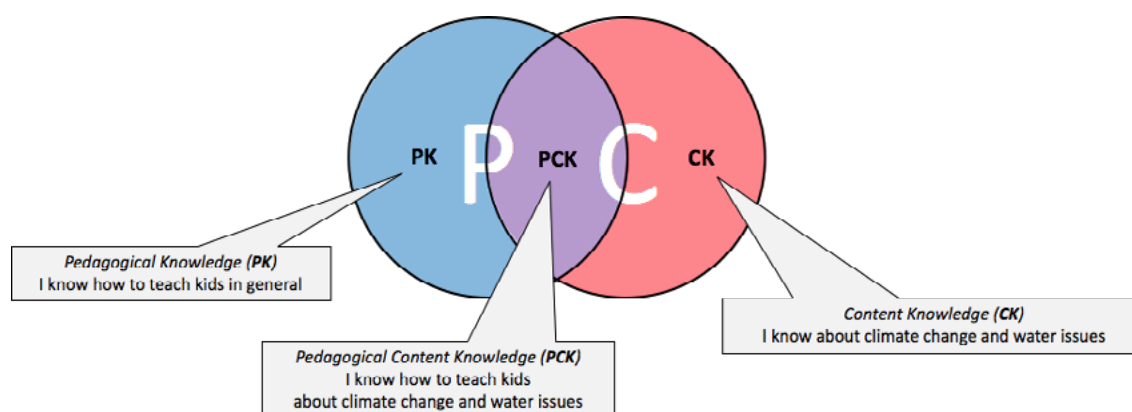 P
C
PK
PCK
CK
Pedagogical Knowledge (PK)
I know how to teach kids in general
Pedagogical Content Knowledge (PCK)
I know how to teach kids
about climate change and water issues
Content Knowledge (CK)
I know about climate change and water issues